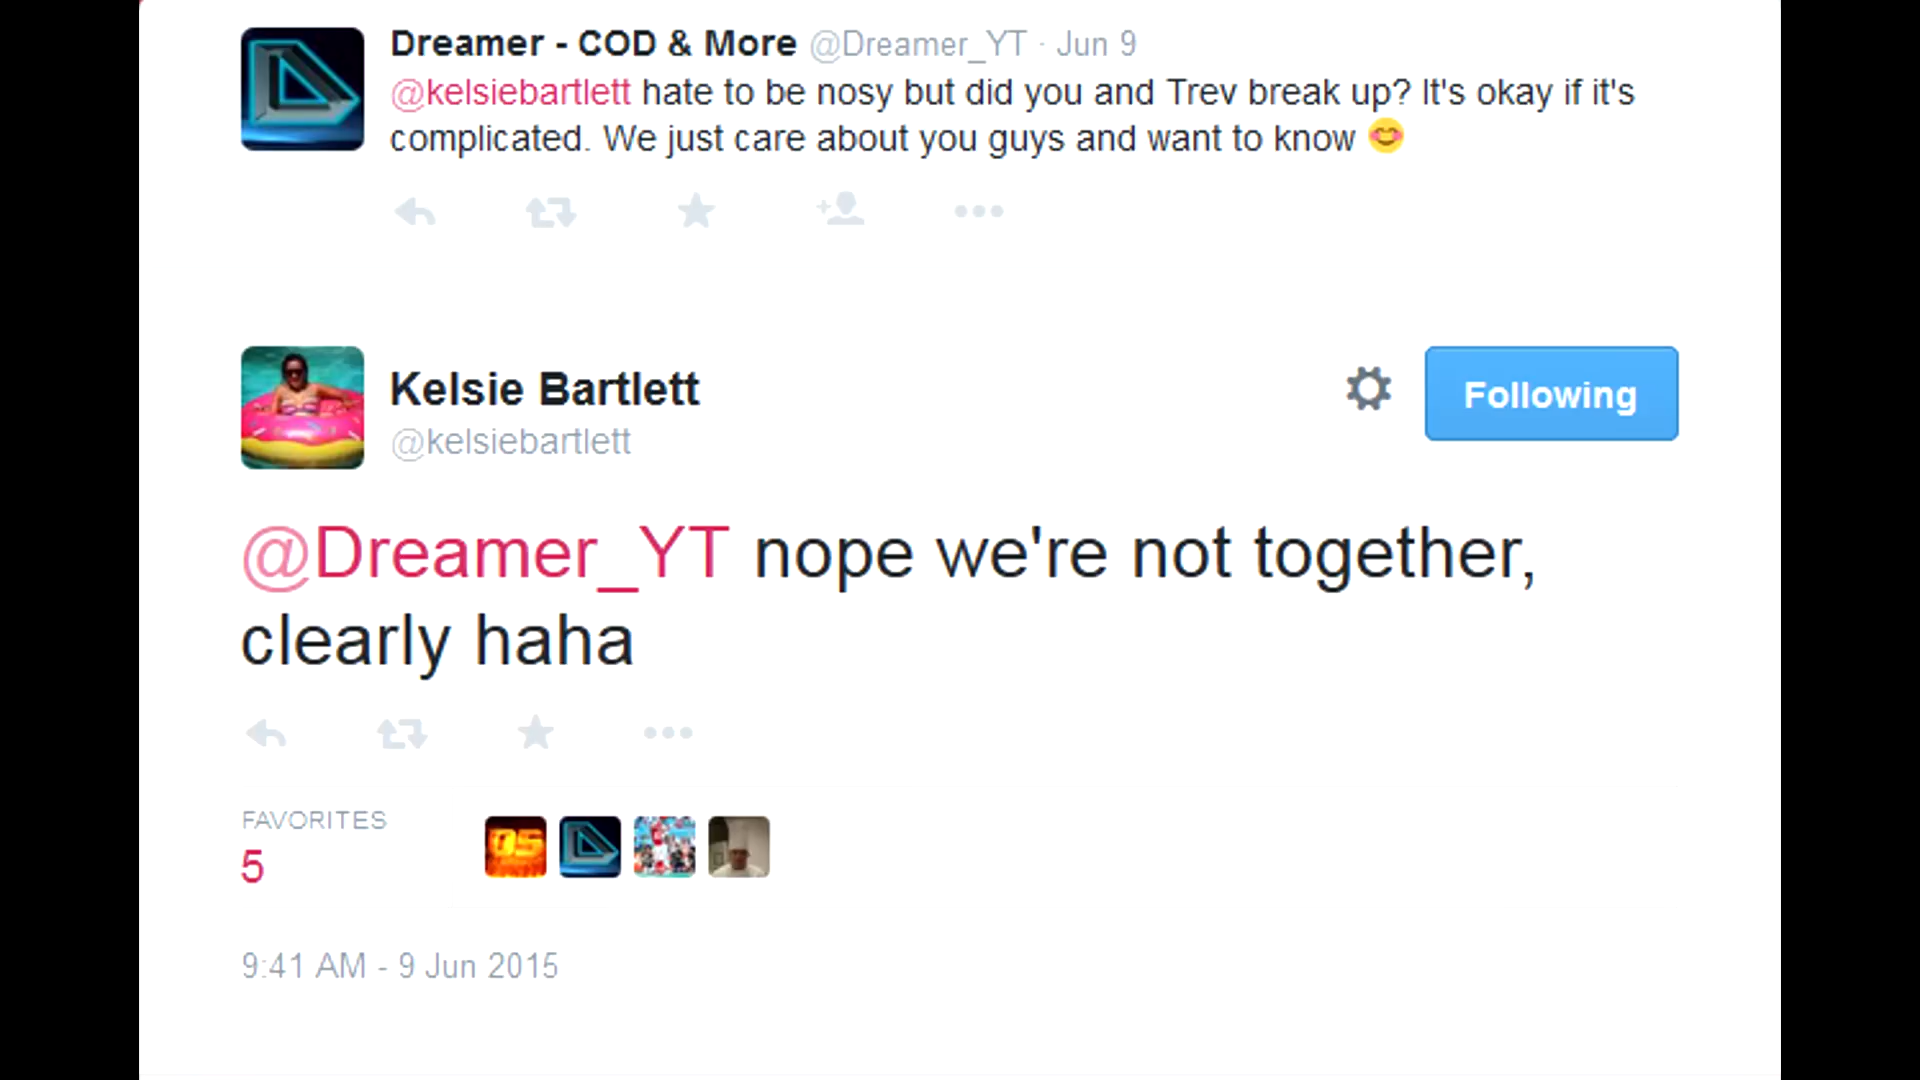 Dreamer - COD & More @Dreamer_YT · Jun 9
@kelsiebartlett hate to be nosy but did you and Trev break up? It's okay if it's
complicated. We just care about you guys and want to know 😊
Kelsie Bartlett
@kelsiebartlett
Following
@Dreamer_YT nope we're not together,
clearly haha
FAVORITES
5
DS
9:41 AM - 9 Jun 2015